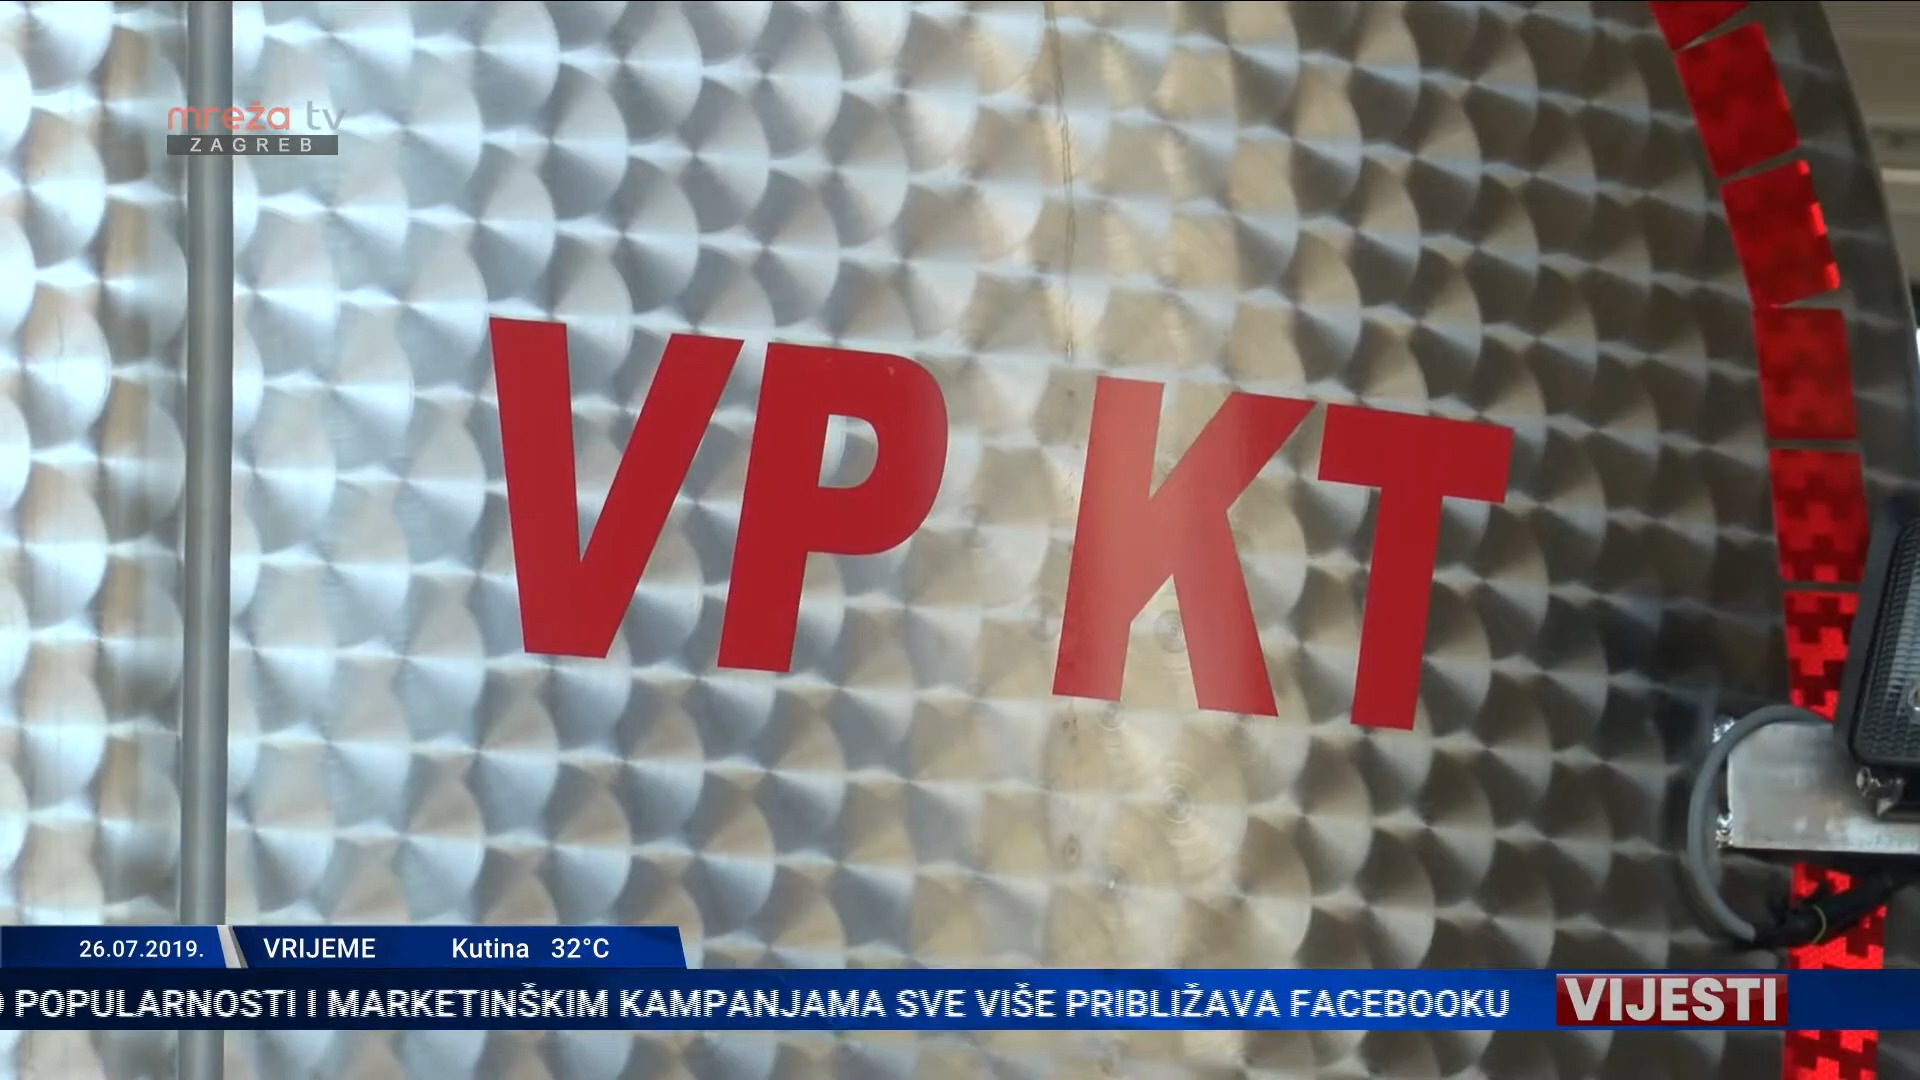 mreža tv
ZAGREB
VP KT
26.07.2019. VRIJEME Kutina 32°C
POPULARNOSTI I MARKETINŠKIM KAMPANJAMA SVE VIŠE PRIBLIŽAVA FACEBOOKU VIJESTI